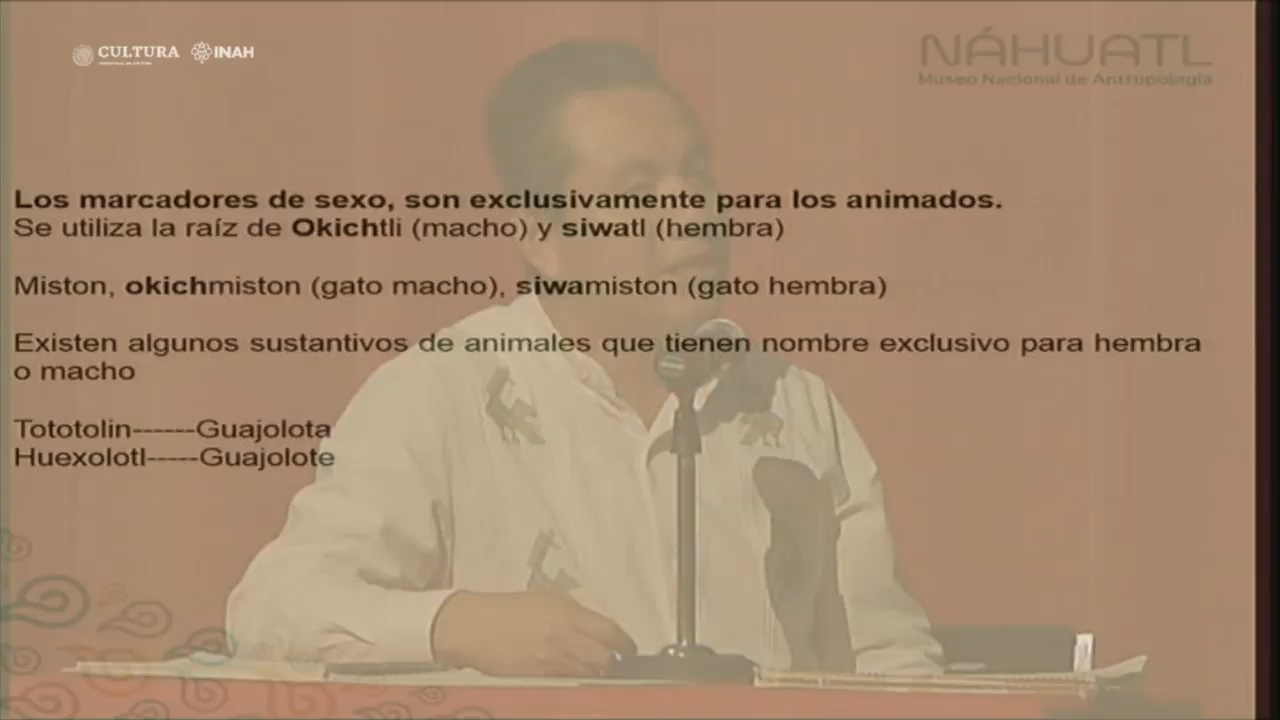 CULTURA INAH
NÁHUATL
Museo Nacional de Antropología
Los marcadores de sexo, son exclusivamente para los animados.
Se utiliza la raíz de Okichtli (macho) y siwatl (hembra)
Miston, okichmiston (gato macho), siwamiston (gato hembra)
Existen algunos sustantivos de animales que tienen nombre exclusivo para hembra
o macho
Tototolin------Guajolota
Huexolotl-----Guajolote